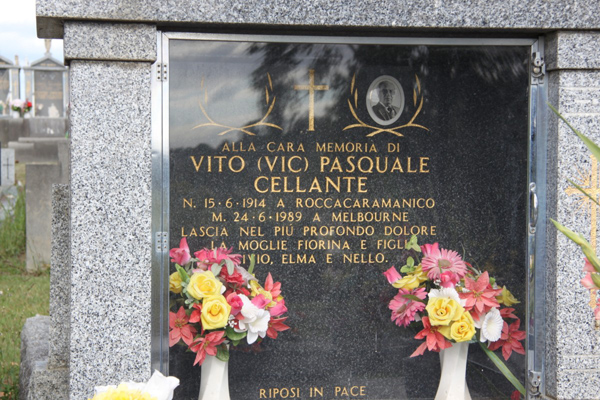 ALLA CARA MEMORIA DI
VITO (VIC) PASQUALE
CELLANTE
N. 15·6·1914 A ROCCACARAMANICO
M. 24·6·1989 A MELBOURNE
LASCIA NEL PIÚ PROFONDO DOLORE
LA MOGLIE FIORINA E FIGLI
ELMA E NELLO.
RIPOSI IN PACE